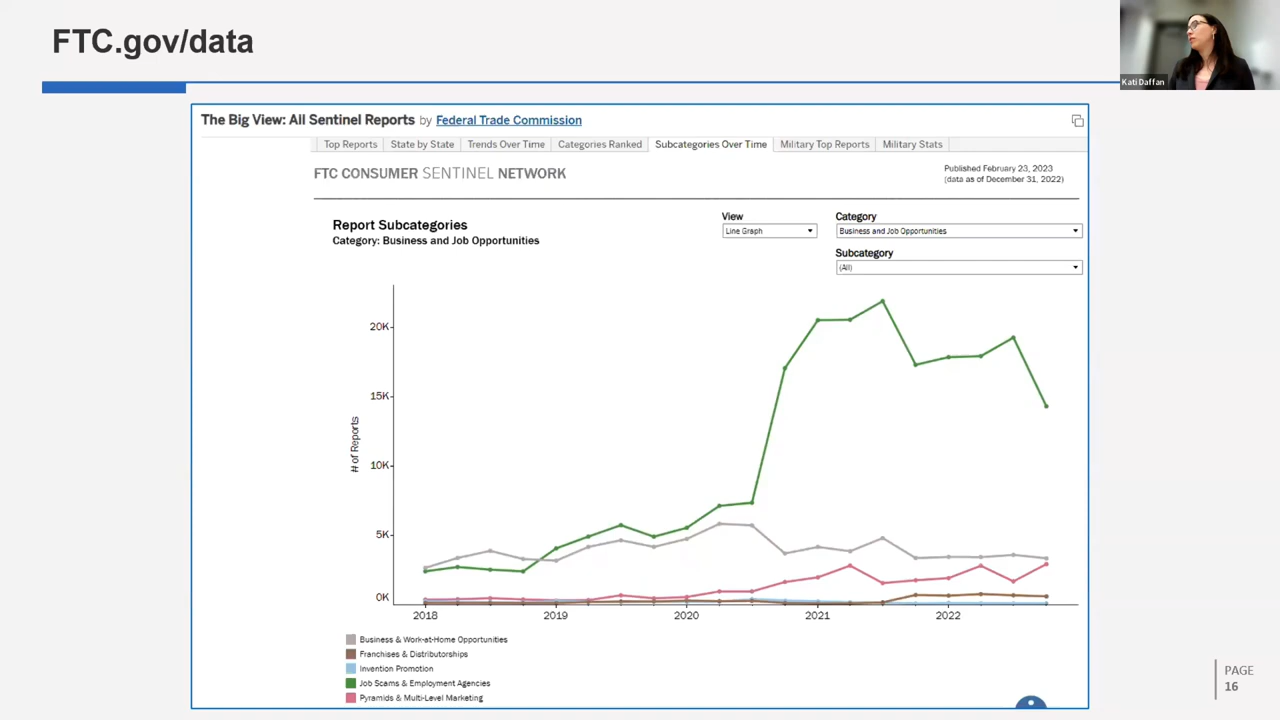 FTC.gov/data
Kati Daffan
The Big View: All Sentinel Reports by Federal Trade Commission
Top Reports State by State Trends Over Time Categories Ranked Subcategories Over Time Military Top Reports Military Stats
FTC CONSUMER SENTINEL NETWORK
Published February 23, 2023
(data as of December 31, 2022)
Report Subcategories
Category: Business and Job Opportunities
View
Line Graph
Category
Business and Job Opportunities
Subcategory
(All)
# of Reports
20K
15K
10K
5K
0K
2018 2019 2020 2021 2022
Business & Work-at-Home Opportunities
Franchises & Distributorships
Invention Promotion
Job Scams & Employment Agencies
Pyramids & Multi-Level Marketing
PAGE
16